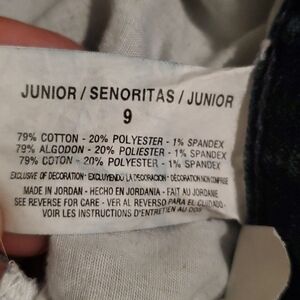 JUNIOR / SENORITAS / JUNIOR
9
79% COTTON - 20% POLYESTER - 1% SPANDEX
79% ALGODON - 20% POLIESTER - 1% SPANDEX
79% COTON - 20% POLYESTER - 1% SPANDEX
EXCLUSIVE OF DECORATION · EXCLUYENDO LA DECORACION · DÉCORATION NON COMPRISE
MADE IN JORDAN - HECHO EN JORDANIA - FAIT AU JORDANIE
SEE REVERSE FOR CARE - VER AL REVERSO PARA EL CUIDADO -
VOIR LES INSTRUCTIONS D'ENTRETIEN AU DOS